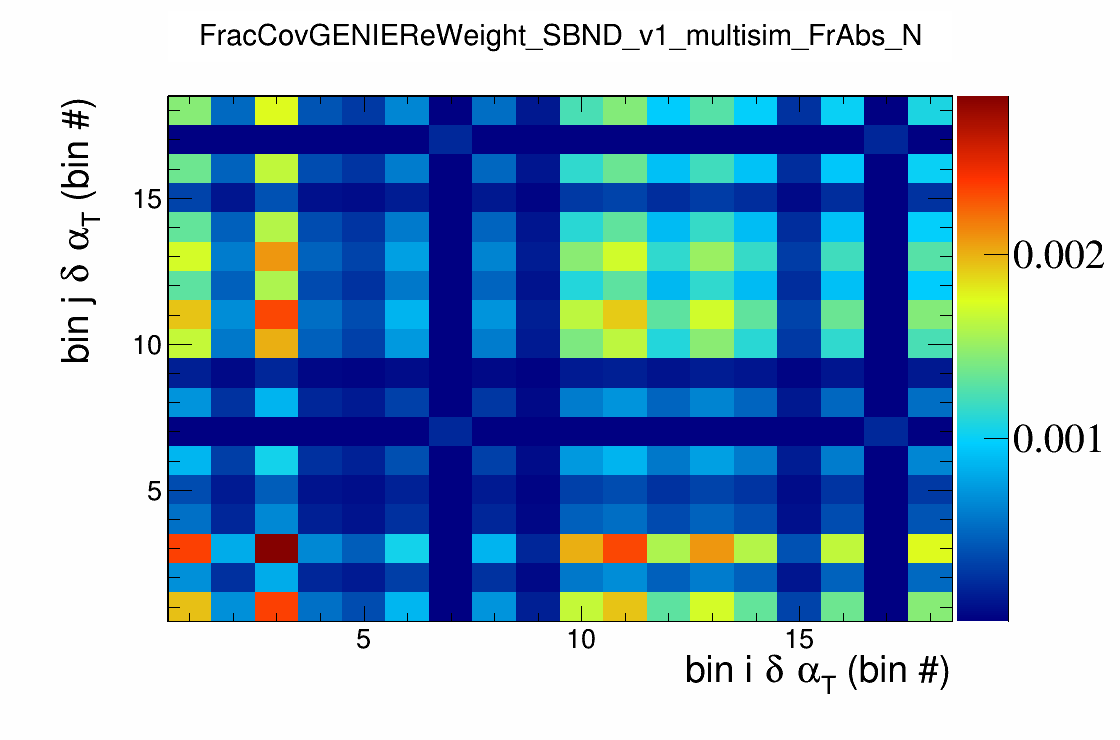 FracCovGENIEReWeight_SBND_v1_multisim_FrAbs_N
bin j δ α_T (bin #)
15
10
5
5 10 15
bin i δ α_T (bin #)
0.002
0.001